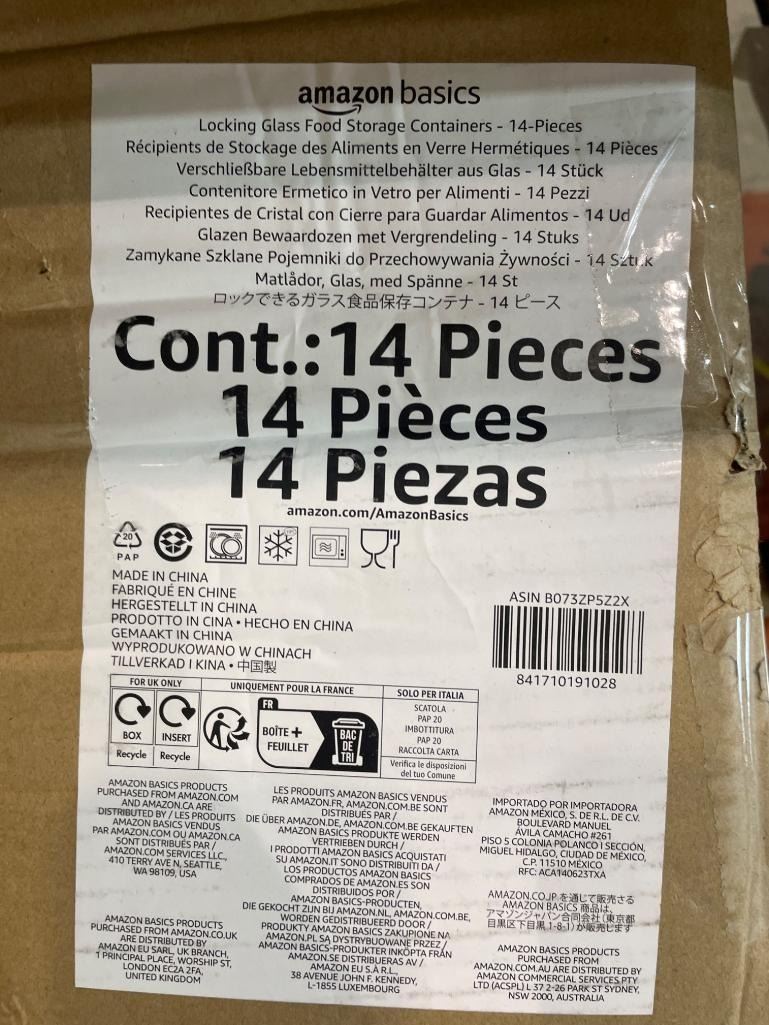 amazon basics
Locking Glass Food Storage Containers - 14-Pieces
Récipients de Stockage des Aliments en Verre Hermétiques - 14 Pièces
Verschließbare Lebensmittelbehälter aus Glas - 14 Stück
Contenitore Ermetico in Vetro per Alimenti - 14 Pezzi
Recipientes de Cristal con Cierre para Guardar Alimentos - 14 Ud
Glazen Bewaardozen met Vergrendeling - 14 Stuks
Zamykane Szklane Pojemniki do Przechowywania Żywności - 14 Sztuk
Matlådor, Glas, med Spänne - 14 St
ロックできるガラス食品保存コンテナ - 14 ピース
Cont.:14 Pieces
14 Pièces
14 Piezas
amazon.com/AmazonBasics
20
PAP
MADE IN CHINA
FABRIQUÉ EN CHINE
HERGESTELLT IN CHINA
PRODOTTO IN CINA • HECHO EN CHINA
GEMAAKT IN CHINA
WYPRODUKOWANO W CHINACH
TILLVERKAD I KINA • 中国製
ASIN B073ZP5Z2X
841710191028
FOR UK ONLY
BOX
INSERT
Recycle
Recycle
UNIQUEMENT POUR LA FRANCE
FR
BOÎTE +
FEUILLET
BAC
DE
TRI
SOLO PER ITALIA
SCATOLA
PAP 20
IMBOTTITURA
PAP 20
RACCOLTA CARTA
Verifica le disposizioni
del tuo Comune
AMAZON BASICS PRODUCTS
PURCHASED FROM AMAZON.COM
AND AMAZON.CA ARE
DISTRIBUTED BY / LES PRODUITS
AMAZON BASICS VENDUS
PAR AMAZON.COM OU AMAZON.CA
SONT DISTRIBUÉS PAR /
AMAZON.COM SERVICES LLC.,
410 TERRY AVE N, SEATTLE,
WA 98109, USA
AMAZON BASICS PRODUCTS
PURCHASED FROM AMAZON.CO.UK
ARE DISTRIBUTED BY
AMAZON EU SARL, UK BRANCH,
1 PRINCIPAL PLACE, WORSHIP ST,
LONDON EC2A 2FA,
UNITED KINGDOM
LES PRODUITS AMAZON BASICS VENDUS
PAR AMAZON.FR, AMAZON.COM.BE SONT
DISTRIBUÉS PAR /
DIE ÜBER AMAZON.DE, AMAZON.COM.BE GEKAUFTEN
AMAZON BASICS PRODUKTE WERDEN
VERTRIEBEN DURCH /
I PRODOTTI AMAZON BASICS ACQUISTATI
SU AMAZON.IT SONO DISTRIBUITI DA /
LOS PRODUCTOS AMAZON BASICS
COMPRADOS DE AMAZON.ES SON
DISTRIBUIDOS POR /
AMAZON BASICS-PRODUCTEN,
DIE GEKOCHT ZIJN BIJ AMAZON.NL, AMAZON.COM.BE,
WORDEN GEDISTRIBUEERD DOOR /
PRODUKTY AMAZON BASICS ZAKUPIONE NA
AMAZON.PL SĄ DYSTRYBUOWANE PRZEZ /
AMAZON BASICS-PRODUKTER INKÖPTA FRÅN
AMAZON.SE DISTRIBUERAS AV /
AMAZON EU S.À R.L.,
38 AVENUE JOHN F. KENNEDY,
L-1855 LUXEMBOURG
IMPORTADO POR IMPORTADORA
AMAZON MÉXICO, S. DE R.L. DE C.V.
BOULEVARD MANUEL
ÁVILA CAMACHO #261
PISO 5 COLONIA POLANCO I SECCIÓN,
MIGUEL HIDALGO, CIUDAD DE MÉXICO,
C.P. 11510 MÉXICO
RFC: ACA140623TXA
AMAZON.CO.JP を通じて販売さる
AMAZON BASICS 商品は、
アマゾンジャパン合同会社(東京都
目黒区下目黒 1-8-1)が販売します
AMAZON BASICS PRODUCTS
PURCHASED FROM
AMAZON.COM.AU ARE DISTRIBUTED BY
AMAZON COMMERCIAL SERVICES PTY
LTD (ACSPL) L 37 2-26 PARK ST SYDNEY,
NSW 2000, AUSTRALIA